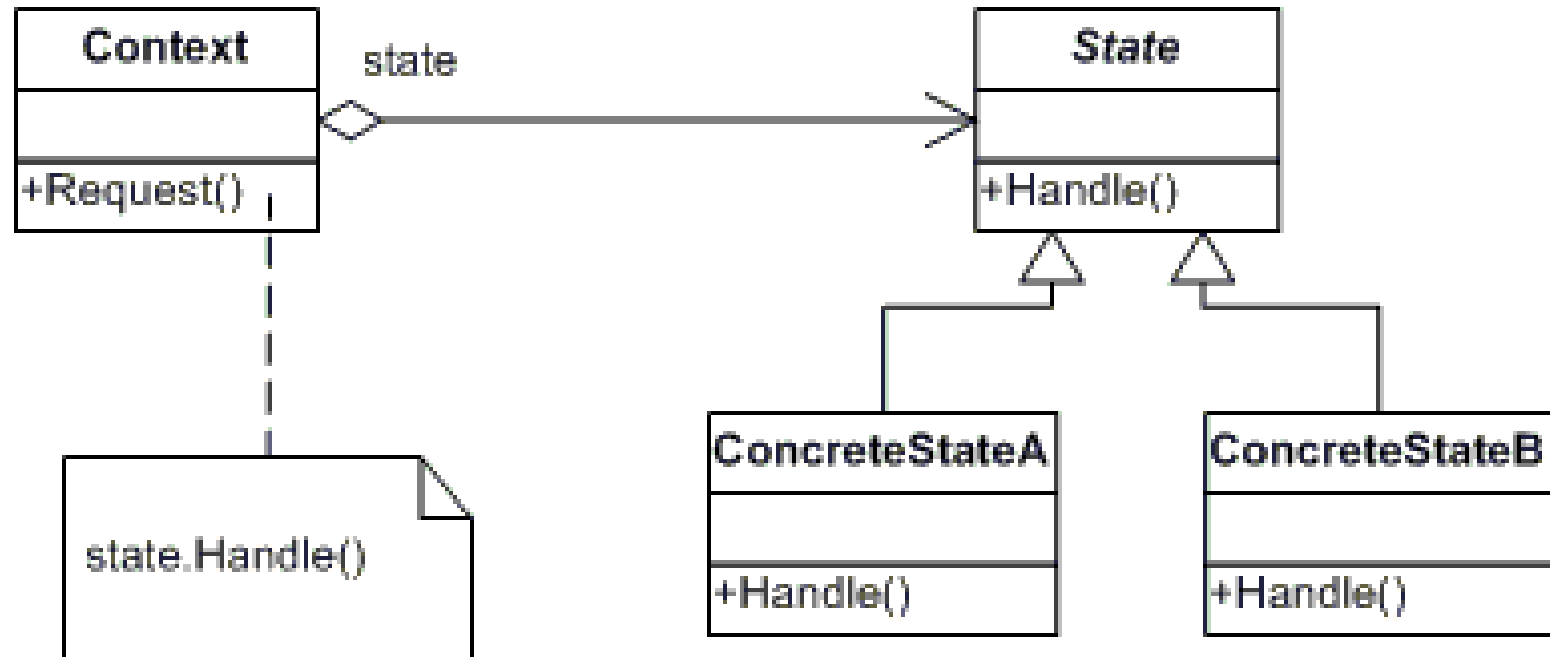 Context
state
State
+Request()
+Handle()
ConcreteStateA
ConcreteStateB
state.Handle()
+Handle()
+Handle()